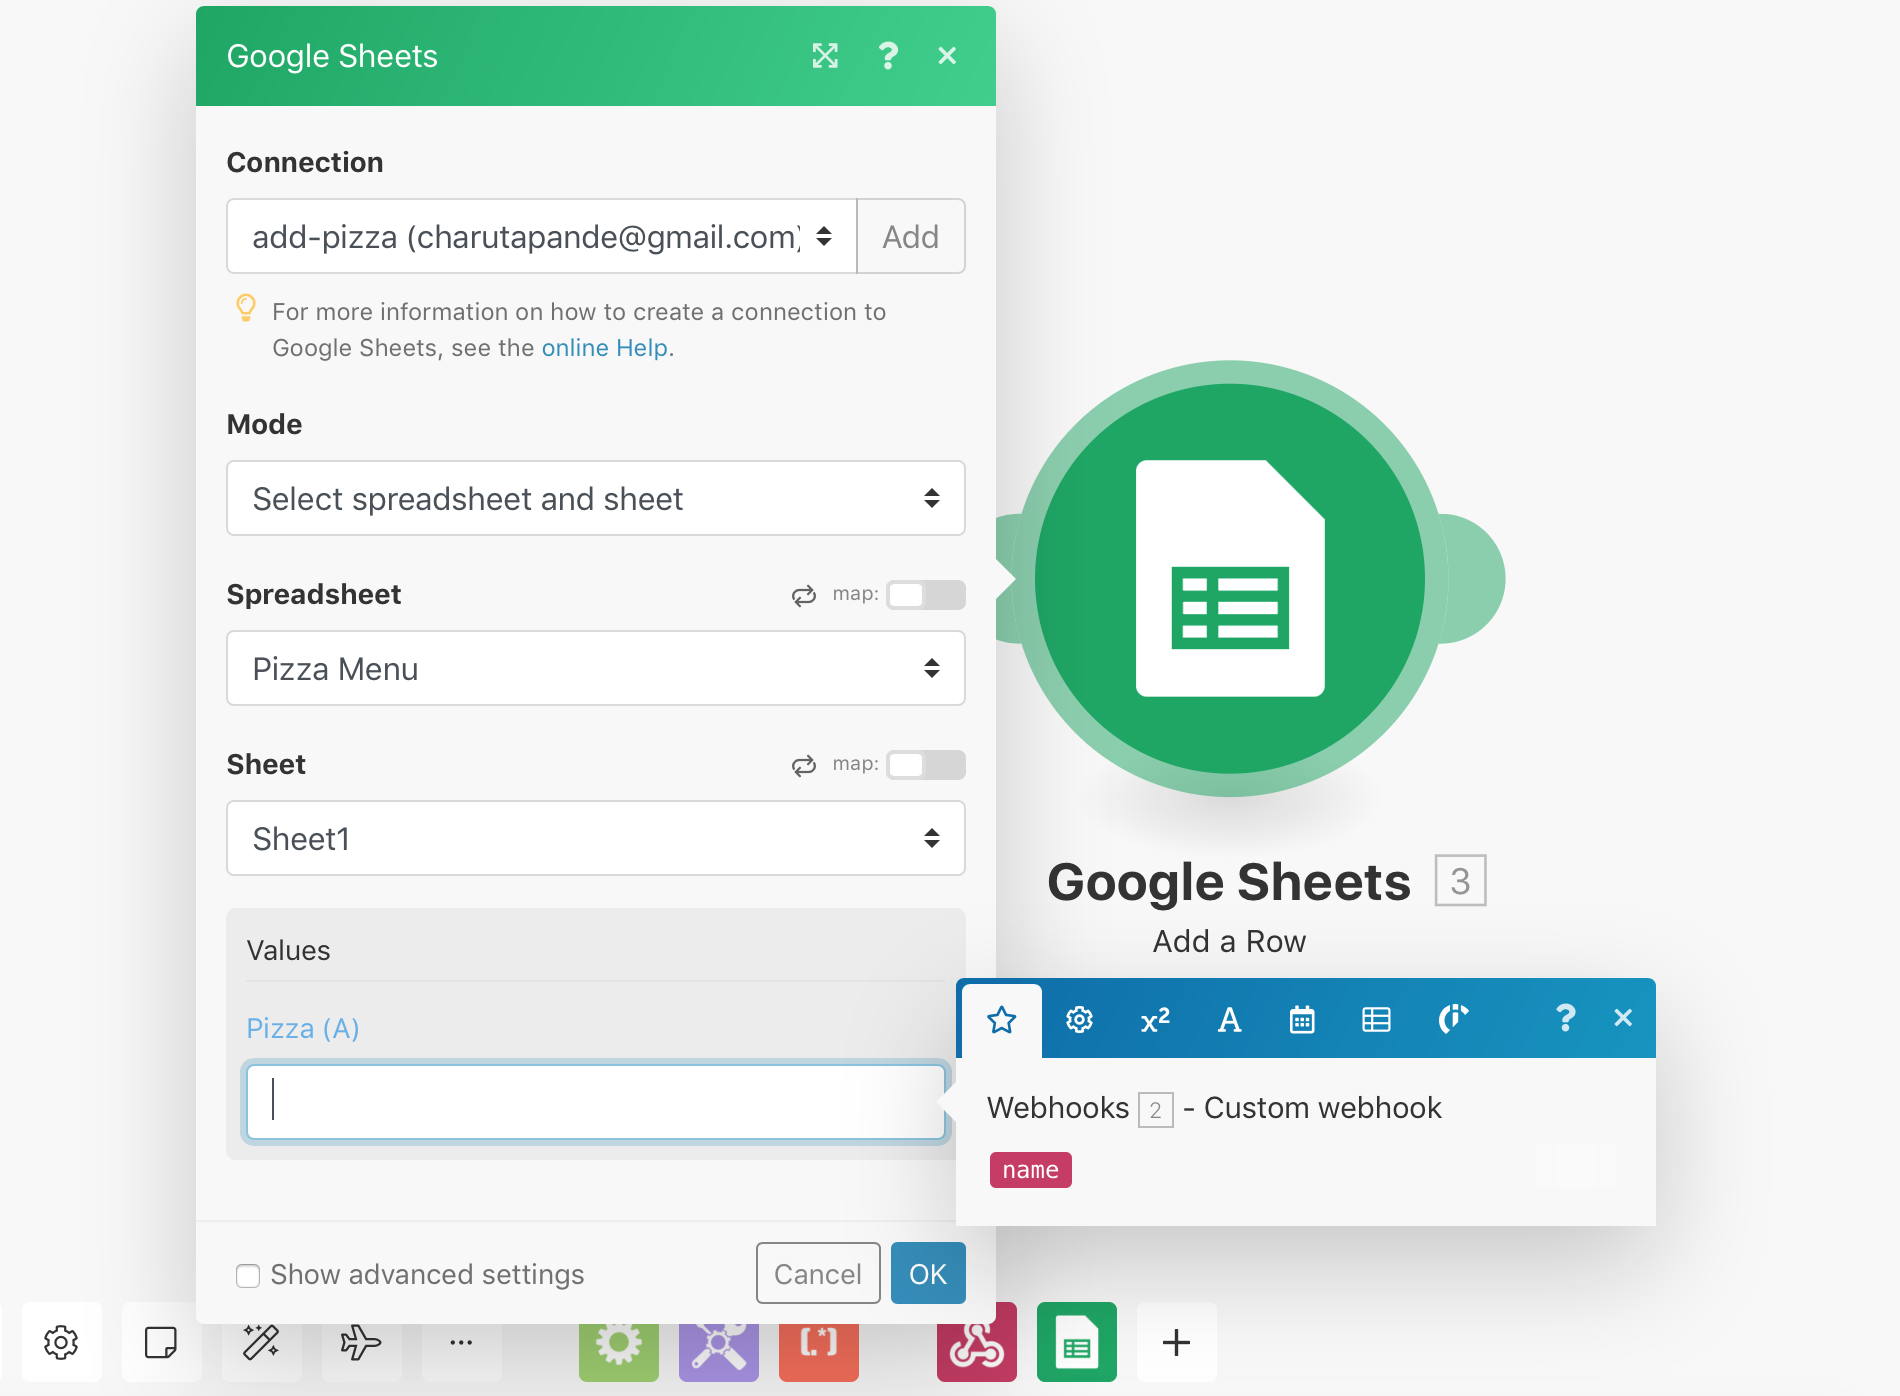 Google Sheets
Connection
add-pizza (charutapande@gmail.com)
Add
For more information on how to create a connection to
Google Sheets, see the online Help.
Mode
Select spreadsheet and sheet
Spreadsheet
map:
Pizza Menu
Sheet
map:
Sheet1
Values
Pizza (A)
Show advanced settings
Cancel
OK
Google Sheets 3
Add a Row
x²
A
Webhooks 2 - Custom webhook
name
[.*]